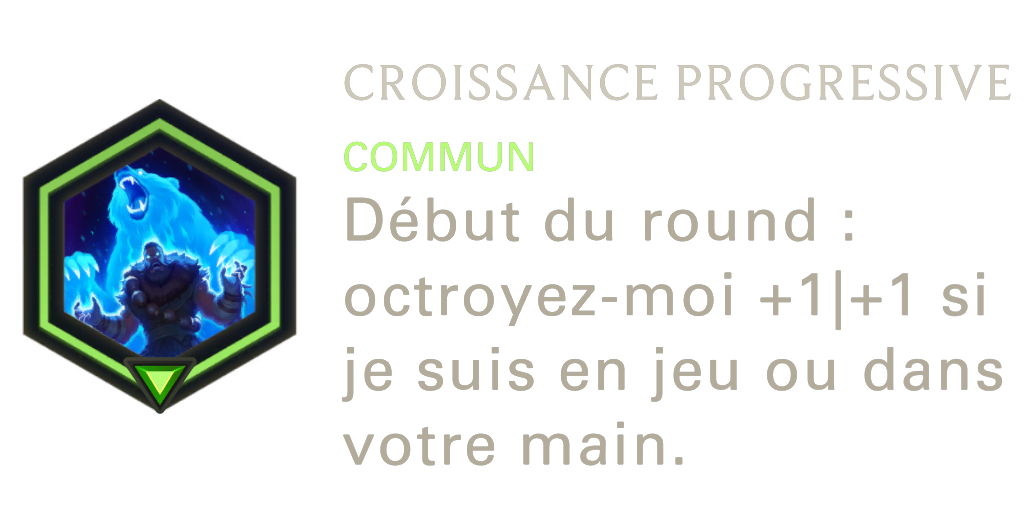 CROISSANCE PROGRESSIVE
COMMUN
Début du round :
octroyez-moi +1|+1 si
je suis en jeu ou dans
votre main.